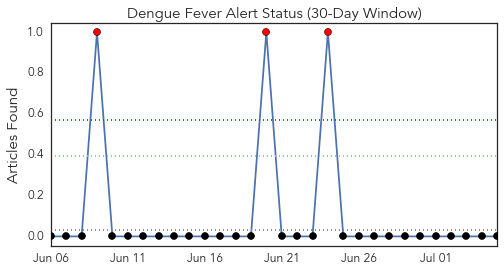 Dengue Fever Alert Status (30-Day Window)
Articles Found
1.0
0.8
0.6
0.4
0.2
0.0
Jun 06 Jun 11 Jun 16 Jun 21 Jun 26 Jul 01